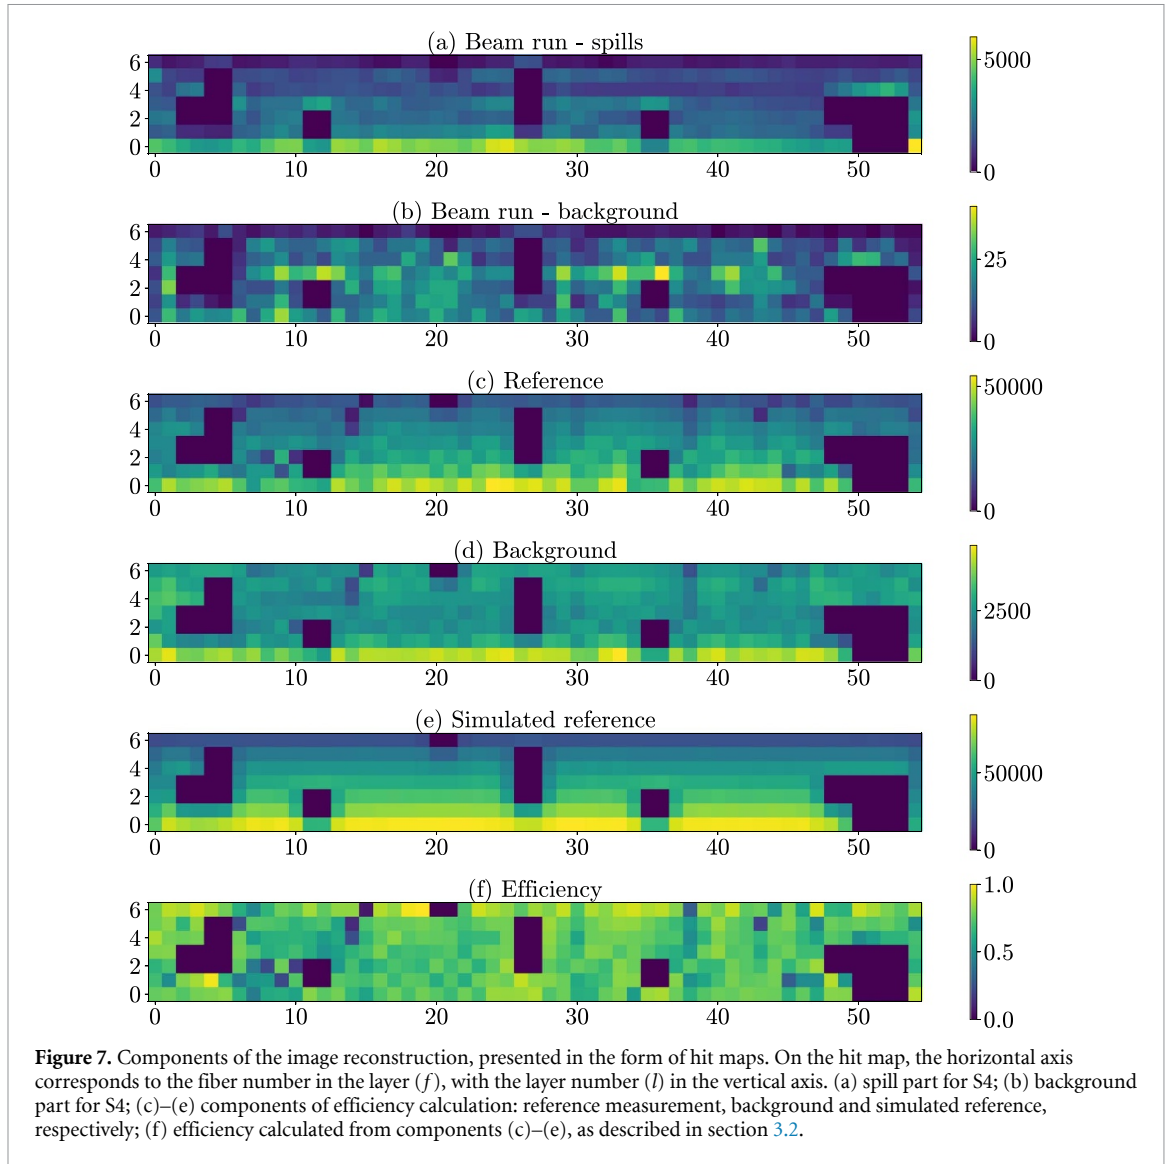 (a) Beam run - spills
6
4
2
0
0 10 20 30 40 50
5000
0
(b) Beam run - background
6
4
2
0
0 10 20 30 40 50
25
0
(c) Reference
6
4
2
0
0 10 20 30 40 50
50000
0
(d) Background
6
4
2
0
0 10 20 30 40 50
2500
0
(e) Simulated reference
6
4
2
0
0 10 20 30 40 50
50000
0
(f) Efficiency
6
4
2
0
0 10 20 30 40 50
1.0
0.5
0.0
Figure 7. Components of the image reconstruction, presented in the form of hit maps. On the hit map, the horizontal axis
corresponds to the fiber number in the layer (f), with the layer number (l) in the vertical axis. (a) spill part for S4; (b) background
part for S4; (c)–(e) components of efficiency calculation: reference measurement, background and simulated reference,
respectively; (f) efficiency calculated from components (c)–(e), as described in section 3.2.